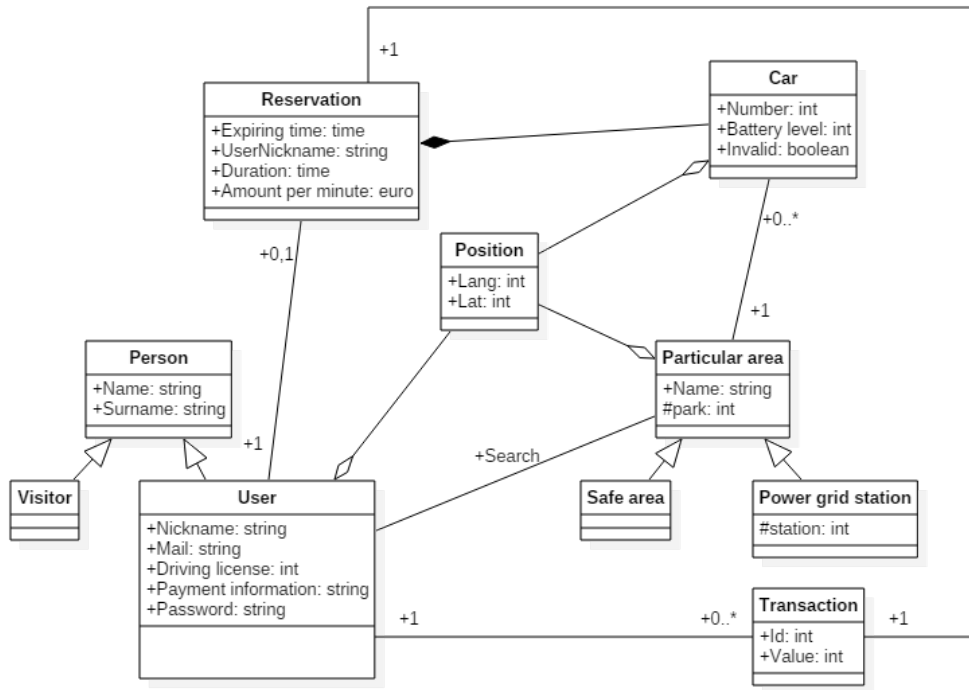 +1
Reservation
+Expiring time: time
+UserNickname: string
+Duration: time
+Amount per minute: euro
Car
+Number: int
+Battery level: int
+Invalid: boolean
+0..*
+0,1
Position
+Lang: int
+Lat: int
+1
Person
+Name: string
+Surname: string
Particular area
+Name: string
#park: int
+1
+Search
Visitor
User
+Nickname: string
+Mail: string
+Driving license: int
+Payment information: string
+Password: string
Safe area
Power grid station
#station: int
+1
+0..*
Transaction
+Id: int
+Value: int
+1